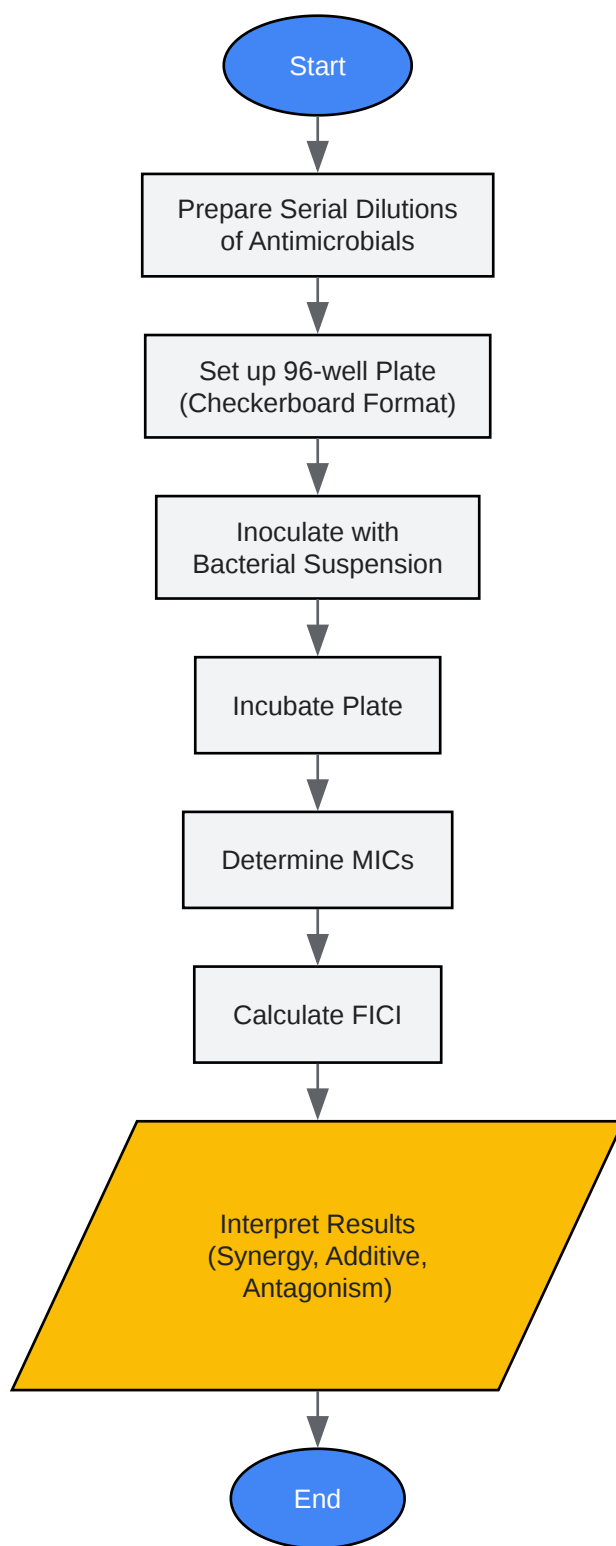 Start
Prepare Serial Dilutions
of Antimicrobials
Set up 96-well Plate
(Checkerboard Format)
Inoculate with
Bacterial Suspension
Incubate Plate
Determine MICs
Calculate FICI
Interpret Results
(Synergy, Additive,
Antagonism)
End